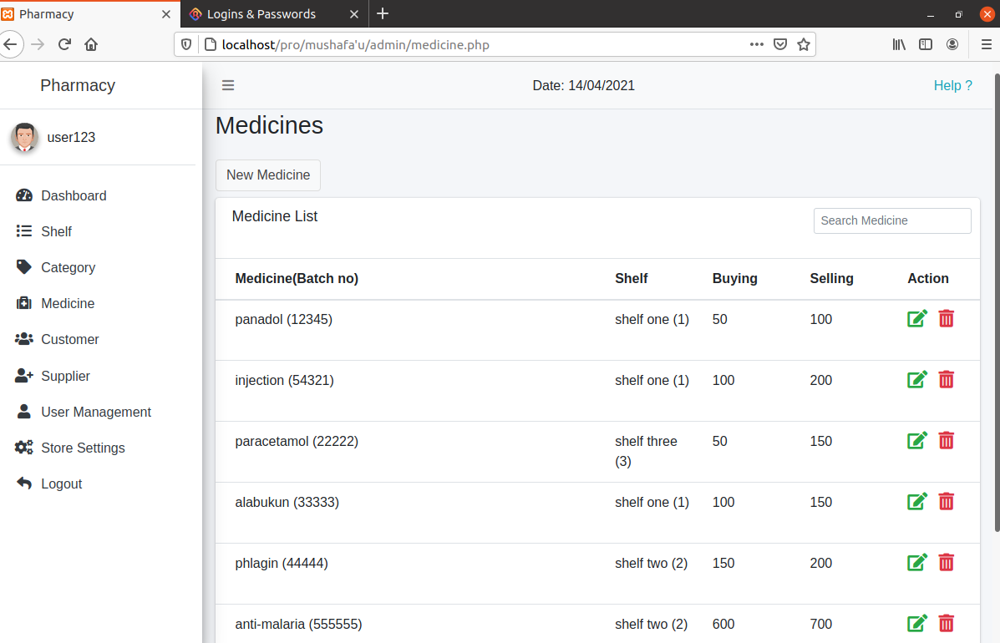 Pharmacy
Logins & Passwords
localhost/pro/mushafa'u/admin/medicine.php
Pharmacy
Date: 14/04/2021
Help ?
user123
Dashboard
Shelf
Category
Medicine
Customer
Supplier
User Management
Store Settings
Logout
Medicines
New Medicine
Medicine List
Search Medicine
Medicine(Batch no) Shelf Buying Selling Action
panadol (12345) shelf one (1) 50 100
injection (54321) shelf one (1) 100 200
paracetamol (22222) shelf three 50 150
(3)
alabukun (33333) shelf one (1) 100 150
phlagin (44444) shelf two (2) 150 200
anti-malaria (555555) shelf two (2) 600 700